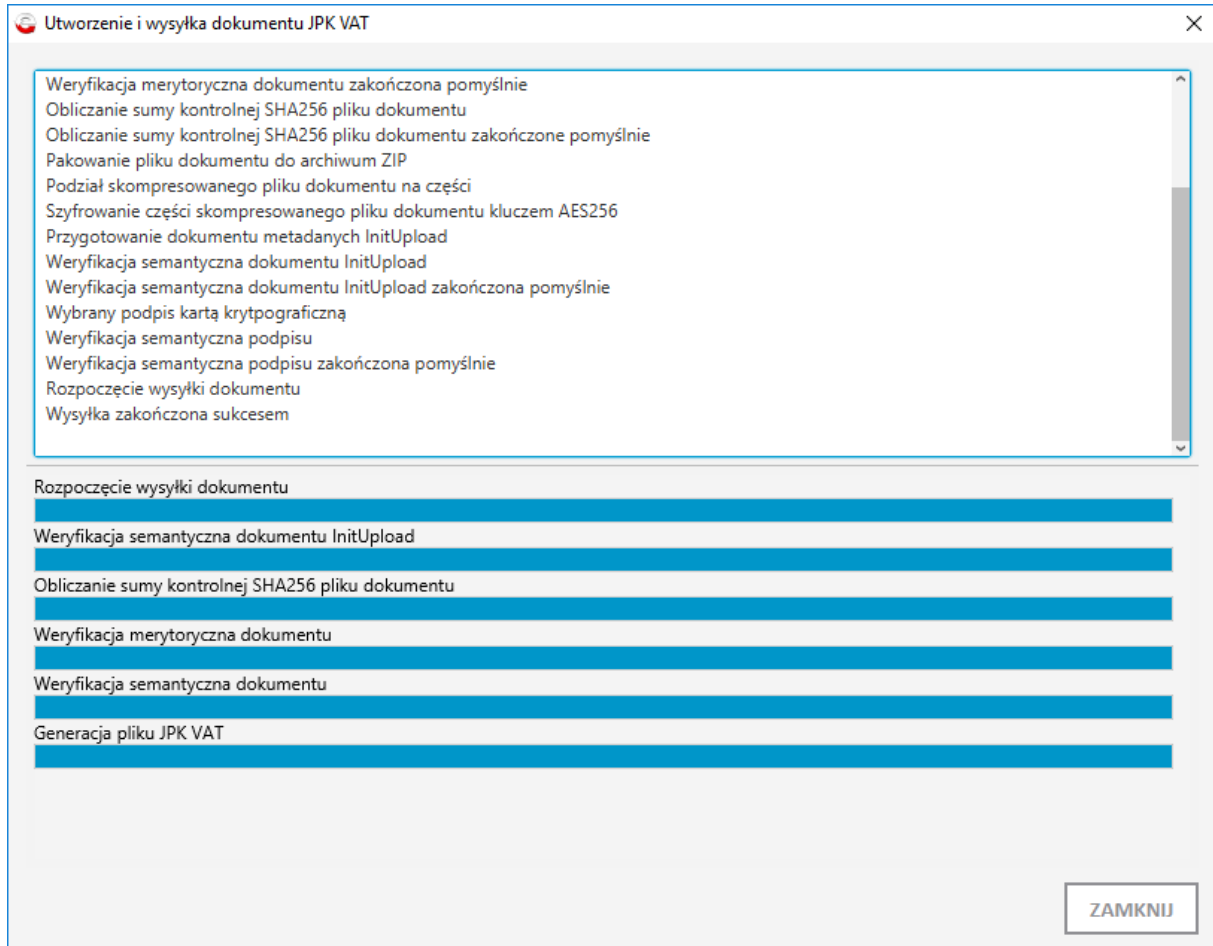 Utworzenie i wysyłka dokumentu JPK VAT
Weryfikacja merytoryczna dokumentu zakończona pomyślnie
Obliczanie sumy kontrolnej SHA256 pliku dokumentu
Obliczanie sumy kontrolnej SHA256 pliku dokumentu zakończone pomyślnie
Pakowanie pliku dokumentu do archiwum ZIP
Podział skompresowanego pliku dokumentu na części
Szyfrowanie części skompresowanego pliku dokumentu kluczem AES256
Przygotowanie dokumentu metadanych InitUpload
Weryfikacja semantyczna dokumentu InitUpload
Weryfikacja semantyczna dokumentu InitUpload zakończona pomyślnie
Wybrany podpis kartą krytpograficzną
Weryfikacja semantyczna podpisu
Weryfikacja semantyczna podpisu zakończona pomyślnie
Rozpoczęcie wysyłki dokumentu
Wysyłka zakończona sukcesem
Rozpoczęcie wysyłki dokumentu
Weryfikacja semantyczna dokumentu InitUpload
Obliczanie sumy kontrolnej SHA256 pliku dokumentu
Weryfikacja merytoryczna dokumentu
Weryfikacja semantyczna dokumentu
Generacja pliku JPK VAT
ZAMKNIJ